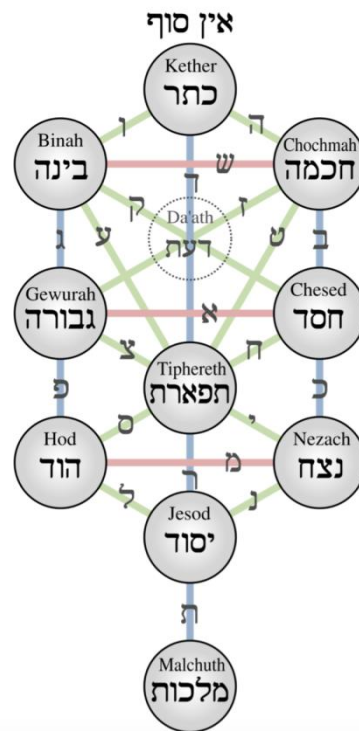 אין סוף
Kether
כתר
ו
ה
Binah
בינה
Chochmah
חכמה
ש
ד
ק
ז
Da'ath
דעת
ג
ע
ט
ב
Gewurah
גבורה
Chesed
חסד
א
צ
ח
Tiphereth
תפארת
פ
כ
ס
י
Hod
הוד
Nezach
נצח
מ
ר
ל
נ
Jesod
יסוד
ת
Malchuth
מלכות